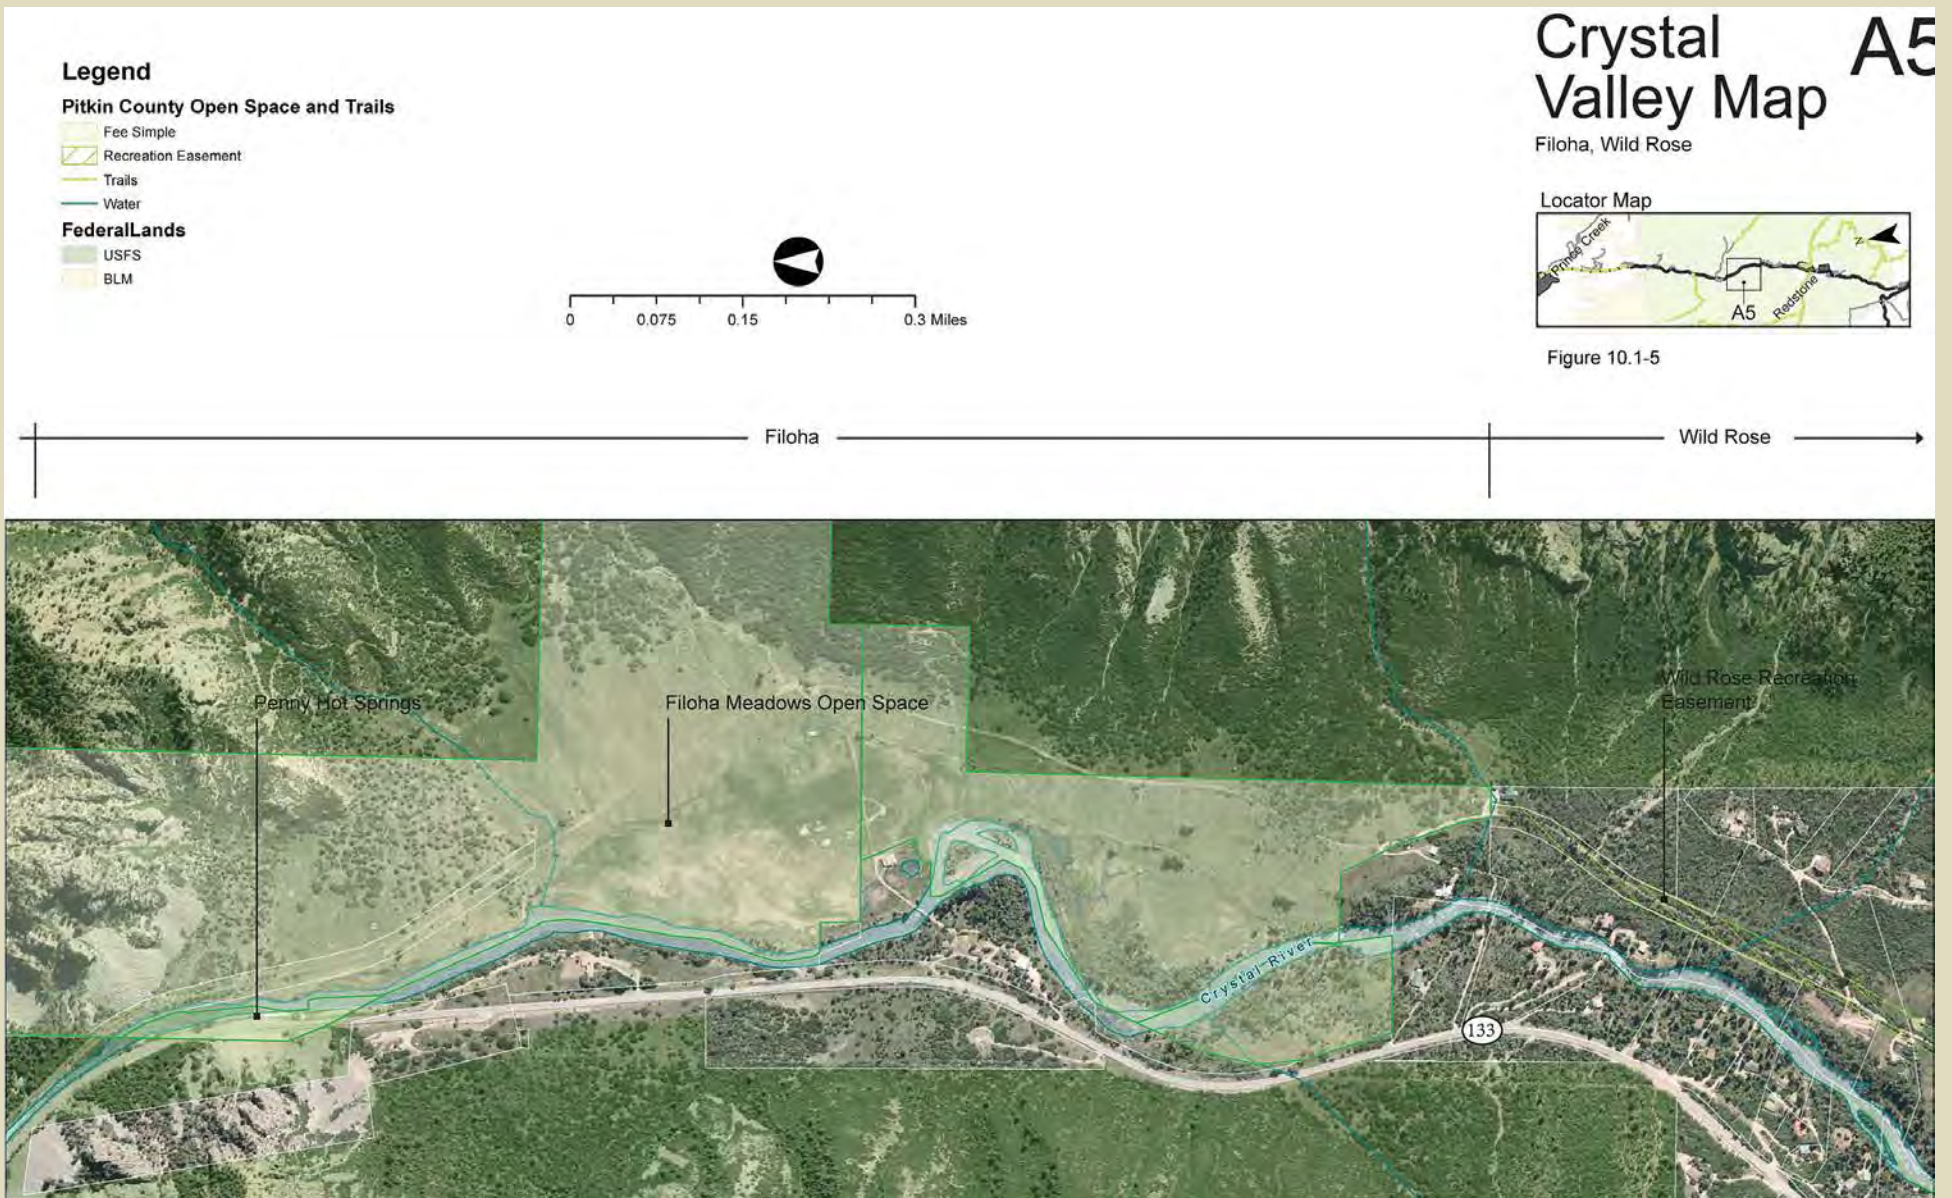 Crystal
Valley Map
A5
Filoha, Wild Rose
Legend
Pitkin County Open Space and Trails
Fee Simple
Recreation Easement
Trails
Water
FederalLands
USFS
BLM
0
0.075
0.15
0.3 Miles
Locator Map
Prince Creek
Redstone
N
A5
Figure 10.1-5
Filoha
Wild Rose
Penny Hot Springs
Filoha Meadows Open Space
Wild Rose Recreation
Easement
Crystal River
133